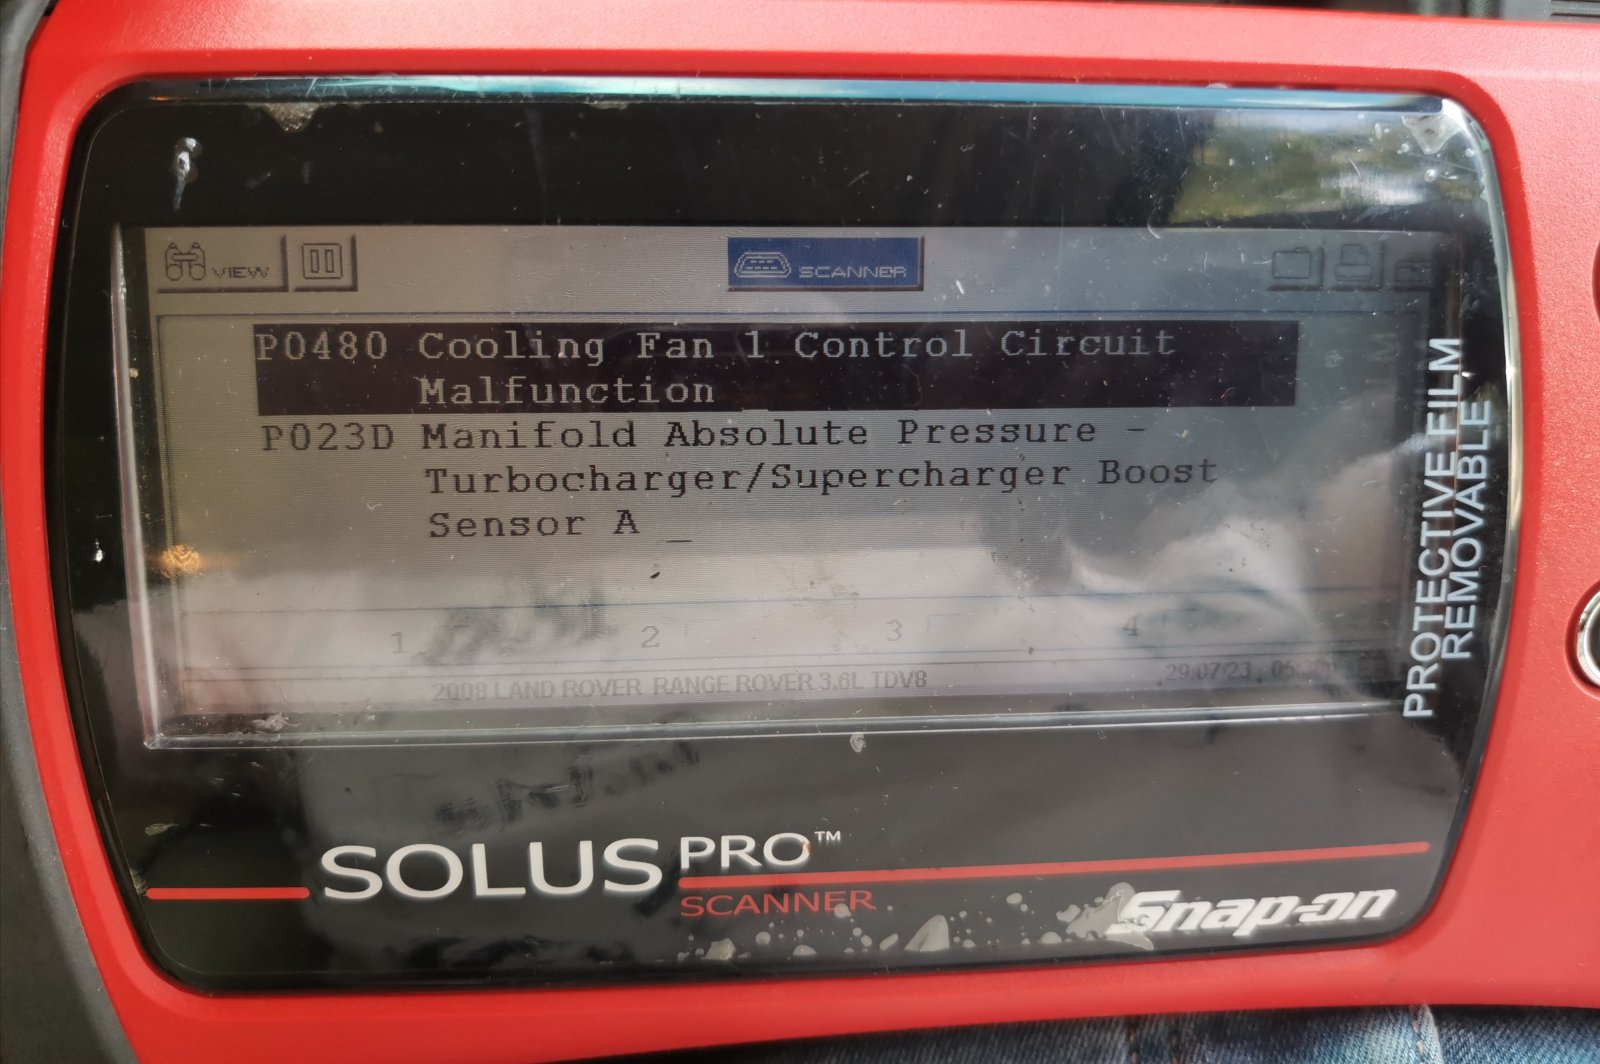 VIEW
SCANNER
P0480 Cooling Fan 1 Control Circuit
Malfunction
P023D Manifold Absolute Pressure -
Turbocharger/Supercharger Boost
Sensor A _
1 2 3 4
2008 LAND ROVER RANGE ROVER 3.6L TDV8 29/07/23
PROTECTIVE FILM
REMOVABLE
SOLUS PRO™
SCANNER
Snap-on